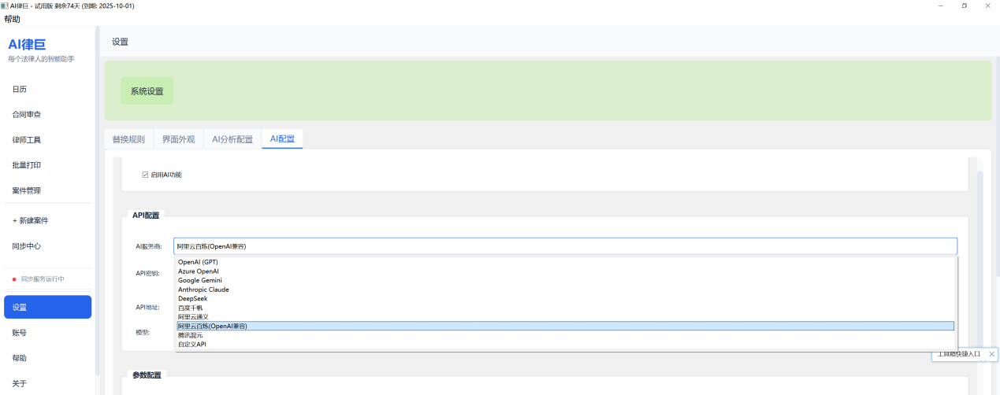 AI律巨 - 试用版 剩余74天 (到期: 2025-10-01)
帮助
AI律巨
每个法律人的智能助手
日历
合同审查
律师工具
批量打印
案件管理
+ 新建案件
同步中心
同步服务运行中
设置
账号
帮助
关于
设置
系统设置
替换规则 界面外观 AI分析配置 AI配置
启用AI功能
API配置
AI服务商: 阿里云百炼(OpenAI兼容)
OpenAI (GPT)
Azure OpenAI
Google Gemini
Anthropic Claude
DeepSeek
百度千帆
阿里云通义
阿里云百炼(OpenAI兼容)
腾讯混元
自定义API
API密钥:
API地址:
模型:
工具箱快捷入口
参数配置